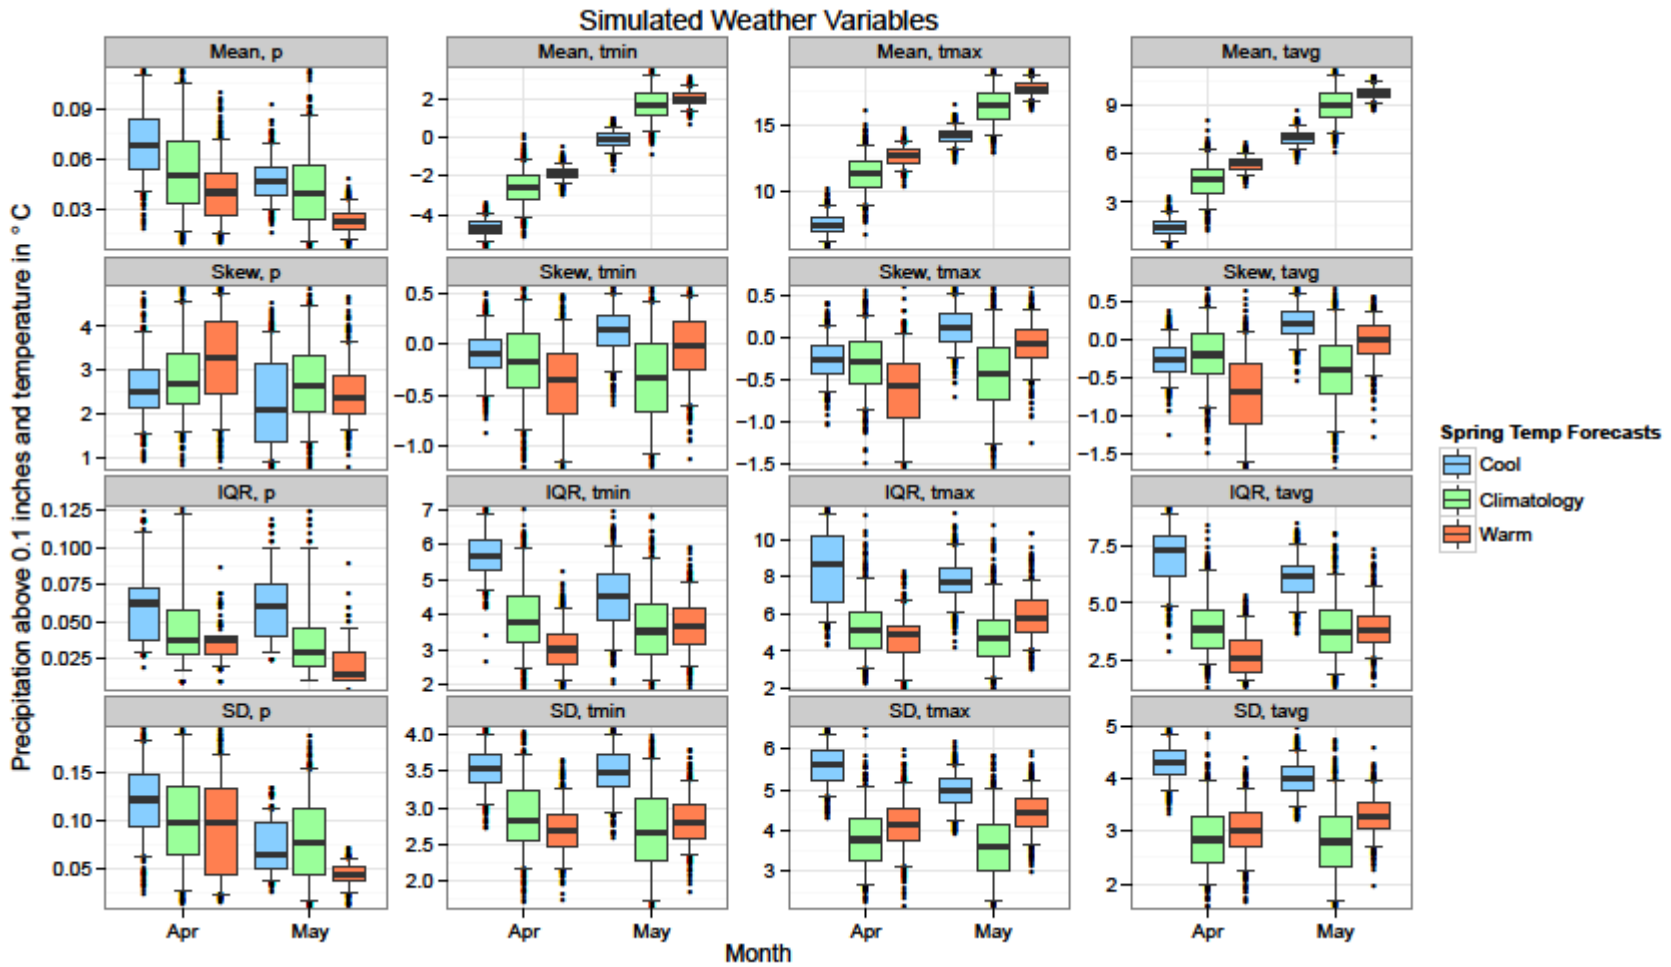 Simulated Weather Variables
Mean, p
Mean, tmin
Mean, tmax
Mean, tavg
0.09
0.06
0.03
2
0
−2
−4
15
10
9
6
3
Skew, p
Skew, tmin
Skew, tmax
Skew, tavg
4
3
2
1
0.5
0.0
−0.5
−1.0
0.5
0.0
−0.5
−1.0
−1.5
0.5
0.0
−0.5
−1.0
−1.5
IQR, p
IQR, tmin
IQR, tmax
IQR, tavg
0.125
0.100
0.075
0.050
0.025
7
6
5
4
3
2
10
8
6
4
2
7.5
5.0
2.5
SD, p
SD, tmin
SD, tmax
SD, tavg
0.15
0.10
0.05
4.0
3.5
3.0
2.5
2.0
6
5
4
3
5
4
3
2
Apr
May
Apr
May
Apr
May
Apr
May
Month
Precipitation above 0.1 inches and temperature in ° C
Spring Temp Forecasts
Cool
Climatology
Warm